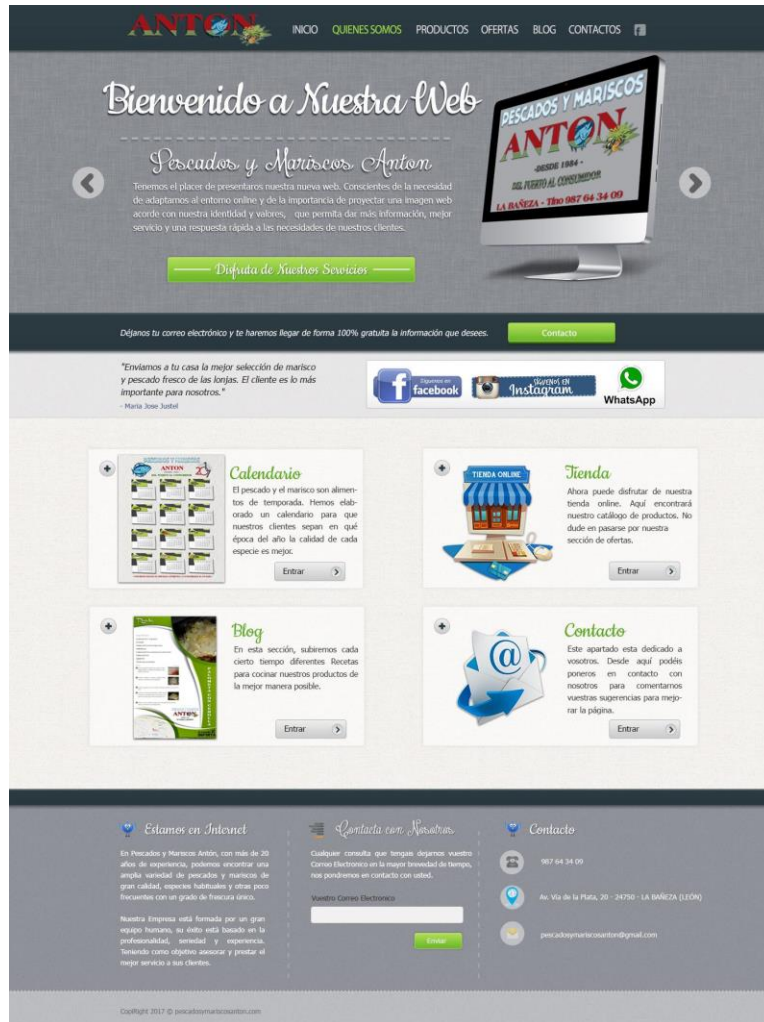 ANTON
INICIO QUIENES SOMOS PRODUCTOS OFERTAS BLOG CONTACTOS
Bienvenido a Nuestra Web
Pescados y Mariscos Anton
Tenemos el placer de presentaros nuestra nueva web. Conscientes de la necesidad
de adaptarnos al entorno online y de la importancia de proyectar una imagen web
acorde con nuestra identidad y valores, que permita dar más información, mejor
servicio y una respuesta rápida a las necesidades de nuestros clientes.
Disfruta de Nuestros Servicios
PESCADOS Y MARISCOS
ANTON
-DESDE 1984 -
DEL PUERTO AL CONSUMIDOR
LA BAÑEZA - Tfno 987 64 34 09
Déjanos tu correo electrónico y te haremos llegar de forma 100% gratuita la información que desees.
Contacto
"Enviamos a tu casa la mejor selección de marisco
y pescado fresco de las lonjas. El cliente es lo más
importante para nosotros."
- Maria Jose Justel
Síguenos en
facebook
SÍGUENOS EN
Instagram
WhatsApp
ANTON
Calendario
El pescado y el marisco son alimen-
tos de temporada. Hemos elab-
orado un calendario para que
nuestros clientes sepan en qué
época del año la calidad de cada
especie es mejor.
Entrar
TIENDA ONLINE
Tienda
Ahora puede disfrutar de nuestra
tienda online. Aquí encontrará
nuestro catálogo de productos. No
dude en pasarse por nuestra
sección de ofertas.
Entrar
ANTON
Blog
En esta sección, subiremos cada
cierto tiempo diferentes Recetas
para cocinar nuestros productos de
la mejor manera posible.
Entrar
@
Contacto
Este apartado esta dedicado a
vosotros. Desde aquí podéis
poneros en contacto con
nosotros para comentarnos
vuestras sugerencias para mejo-
rar la página.
Entrar
Estamos en Internet
En Pescados y Mariscos Antón, con más de 20
años de experiencia, podemos encontrar una
amplia variedad de pescados y mariscos de
gran calidad, especies habituales y otras poco
frecuentes con un grado de frescura único.
Nuestra Empresa está formada por un gran
equipo humano, su éxito está basado en la
profesionalidad, seriedad y experiencia.
Teniendo como objetivo asesorar y prestar el
mejor servicio a sus clientes.
Contacta con Nosotros
Cualquier consulta que tengais dejarnos vuestro
Correo Electronico en la mayor brevedad de tiempo,
nos pondremos en contacto con usted.
Vuestro Correo Electronico
Enviar
Contacto
987 64 34 09
Av. Vía de la Plata, 20 - 24750 - LA BAÑEZA (LEÓN)
pescadosymariscosanton@gmail.com
CopiRight 2017 © pescadosymariscosanton.com